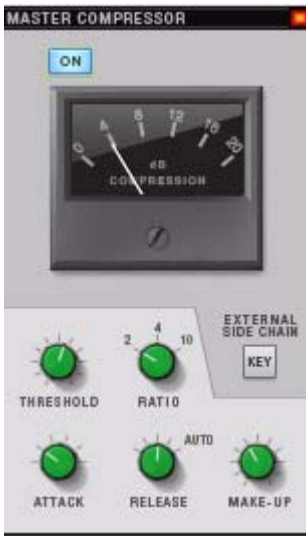 MASTER COMPRESSOR
ON
0 4 8 12 16 20
dB
COMPRESSION
EXTERNAL
SIDE CHAIN
KEY
2 4 10
THRESHOLD RATIO
AUTO
ATTACK RELEASE MAKE-UP